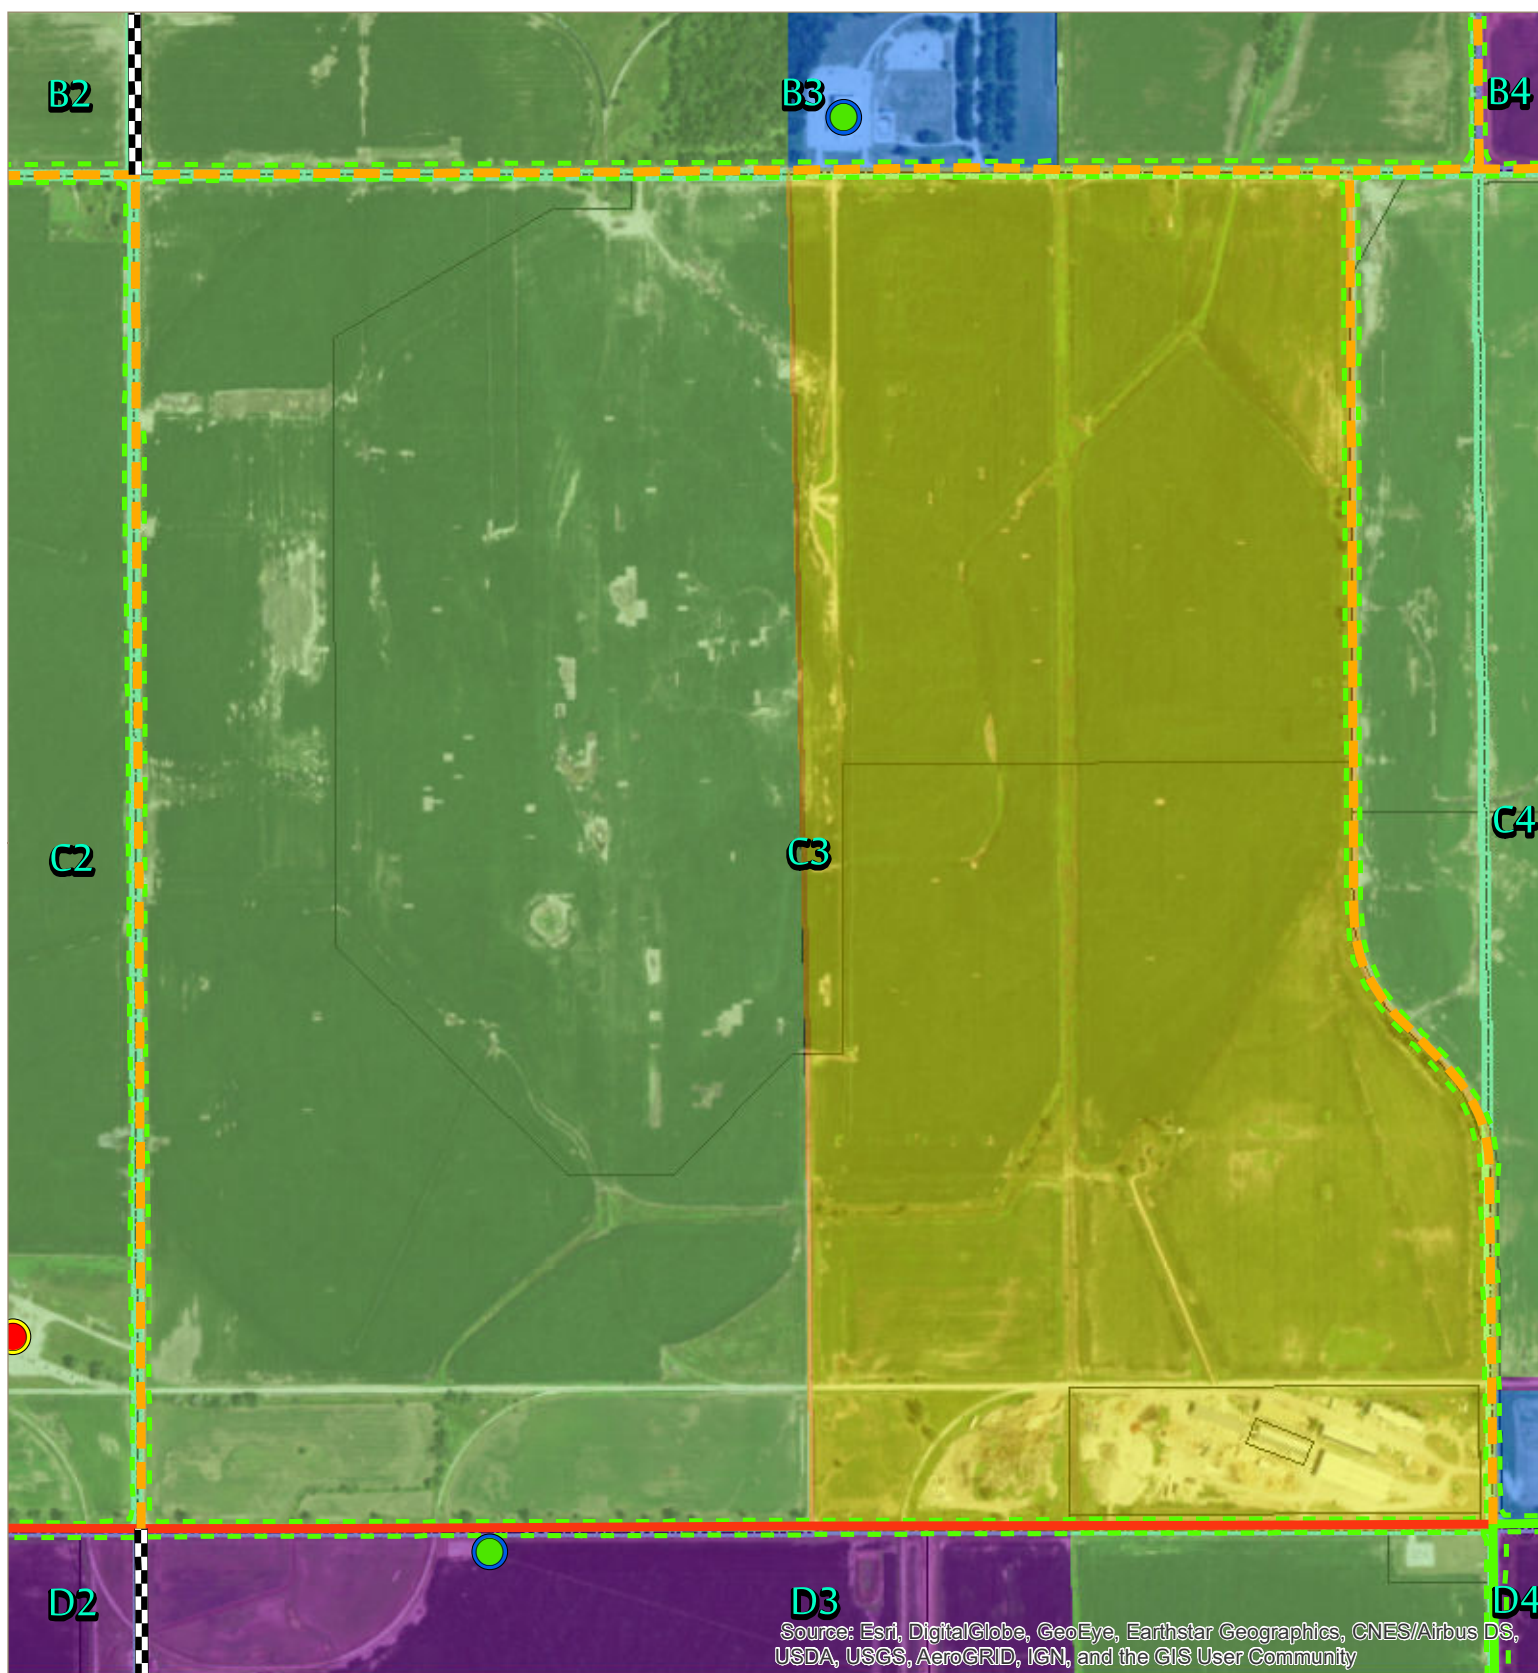 B2
B3
B4
C2
C3
C4
D2
D3
D4
Source: Esri, DigitalGlobe, GeoEye, Earthstar Geographics, CNES/Airbus DS,
USDA, USGS, AeroGRID, IGN, and the GIS User Community